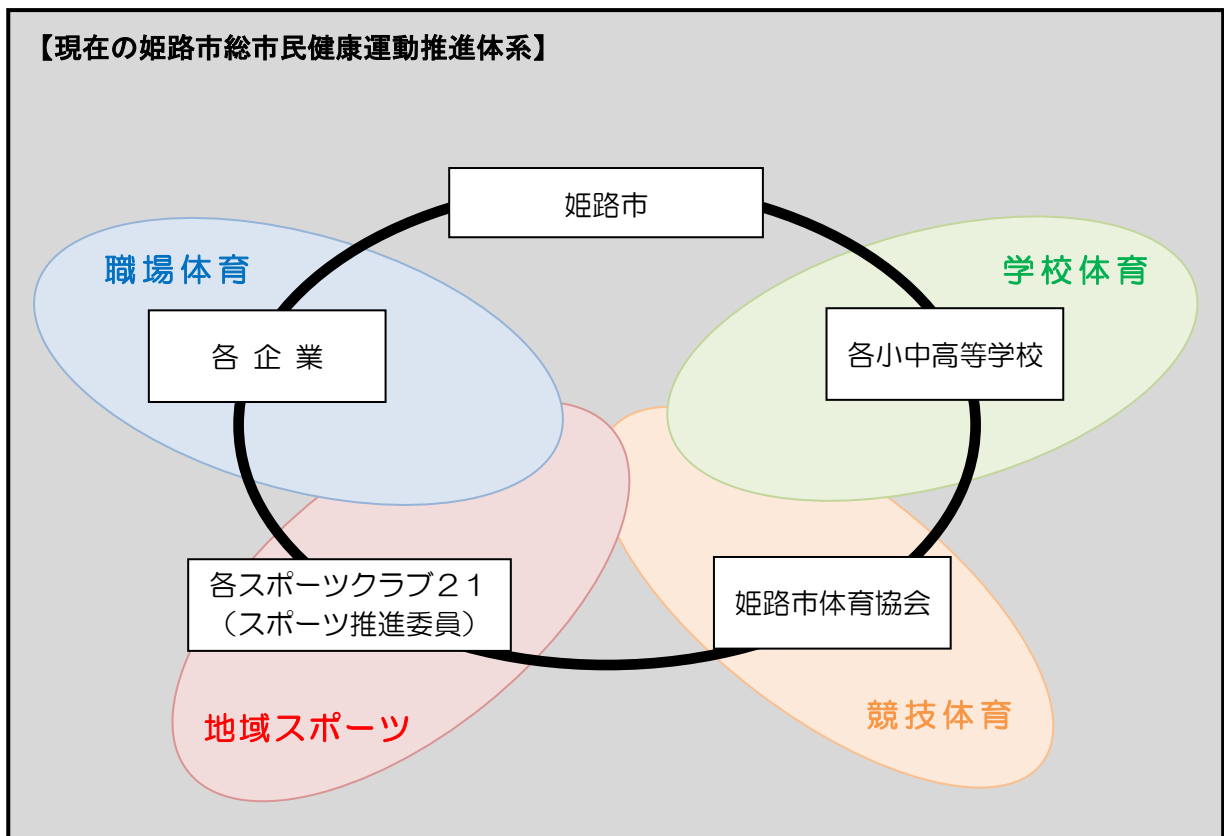 【現在の姫路市総市民健康運動推進体系】
姫路市
職場体育
学校体育
各 企 業
各小中高等学校
各スポーツクラブ２１
（スポーツ推進委員）
姫路市体育協会
地域スポーツ
競技体育